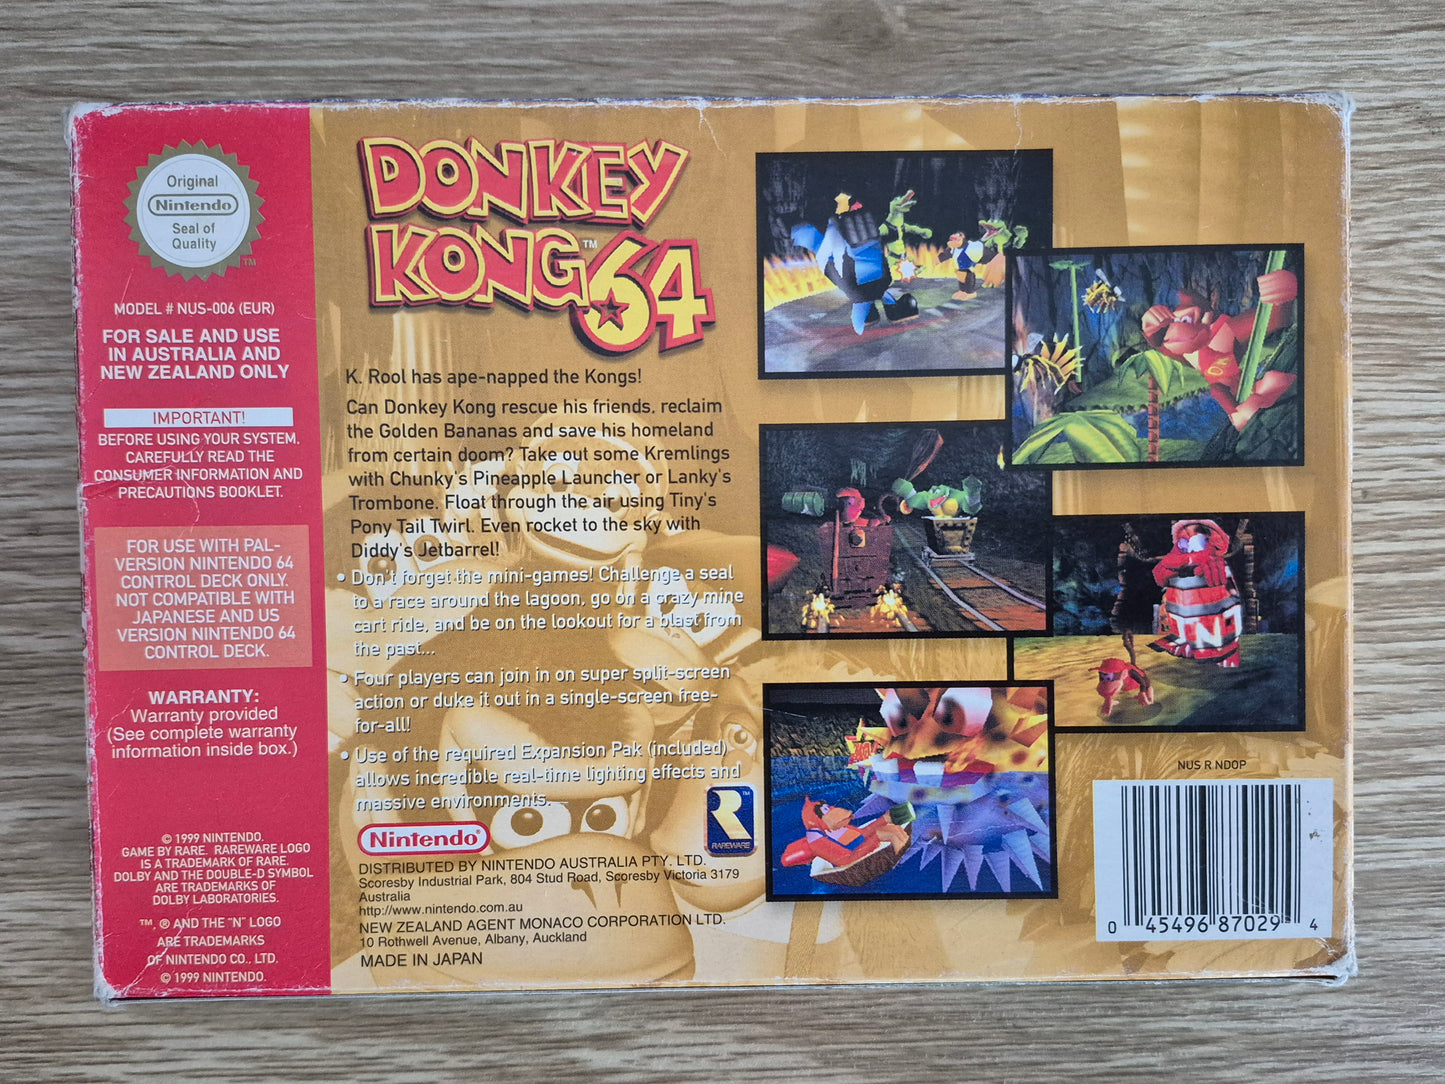 Original
Nintendo
Seal of
Quality
TM
MODEL # NUS-006 (EUR)
FOR SALE AND USE
IN AUSTRALIA AND
NEW ZEALAND ONLY
IMPORTANT!
BEFORE USING YOUR SYSTEM,
CAREFULLY READ THE
CONSUMER INFORMATION AND
PRECAUTIONS BOOKLET.
FOR USE WITH PAL-
VERSION NINTENDO 64
CONTROL DECK ONLY.
NOT COMPATIBLE WITH
JAPANESE AND US
VERSION NINTENDO 64
CONTROL DECK.
WARRANTY:
Warranty provided
(See complete warranty
information inside box.)
© 1999 NINTENDO.
GAME BY RARE. RAREWARE LOGO
IS A TRADEMARK OF RARE.
DOLBY AND THE DOUBLE-D SYMBOL
ARE TRADEMARKS OF
DOLBY LABORATORIES.
™, ® AND THE "N" LOGO
ARE TRADEMARKS
OF NINTENDO CO., LTD.
© 1999 NINTENDO.
DONKEY
KONG™ 64
K. Rool has ape-napped the Kongs!
Can Donkey Kong rescue his friends, reclaim
the Golden Bananas and save his homeland
from certain doom? Take out some Kremlings
with Chunky's Pineapple Launcher or Lanky's
Trombone. Float through the air using Tiny's
Pony Tail Twirl. Even rocket to the sky with
Diddy's Jetbarrel!
• Don't forget the mini-games! Challenge a seal
to a race around the lagoon, go on a crazy mine
cart ride, and be on the lookout for a blast from
the past...
• Four players can join in on super split-screen
action or duke it out in a single-screen free-
for-all!
• Use of the required Expansion Pak (included)
allows incredible real-time lighting effects and
massive environments.
Nintendo®
R™
RAREWARE
DISTRIBUTED BY NINTENDO AUSTRALIA PTY. LTD.
Scoresby Industrial Park, 804 Stud Road, Scoresby Victoria 3179
Australia
http://www.nintendo.com.au
NEW ZEALAND AGENT MONACO CORPORATION LTD.
10 Rothwell Avenue, Albany, Auckland
MADE IN JAPAN
N
NUS R NDOP
0 45496 87029 4